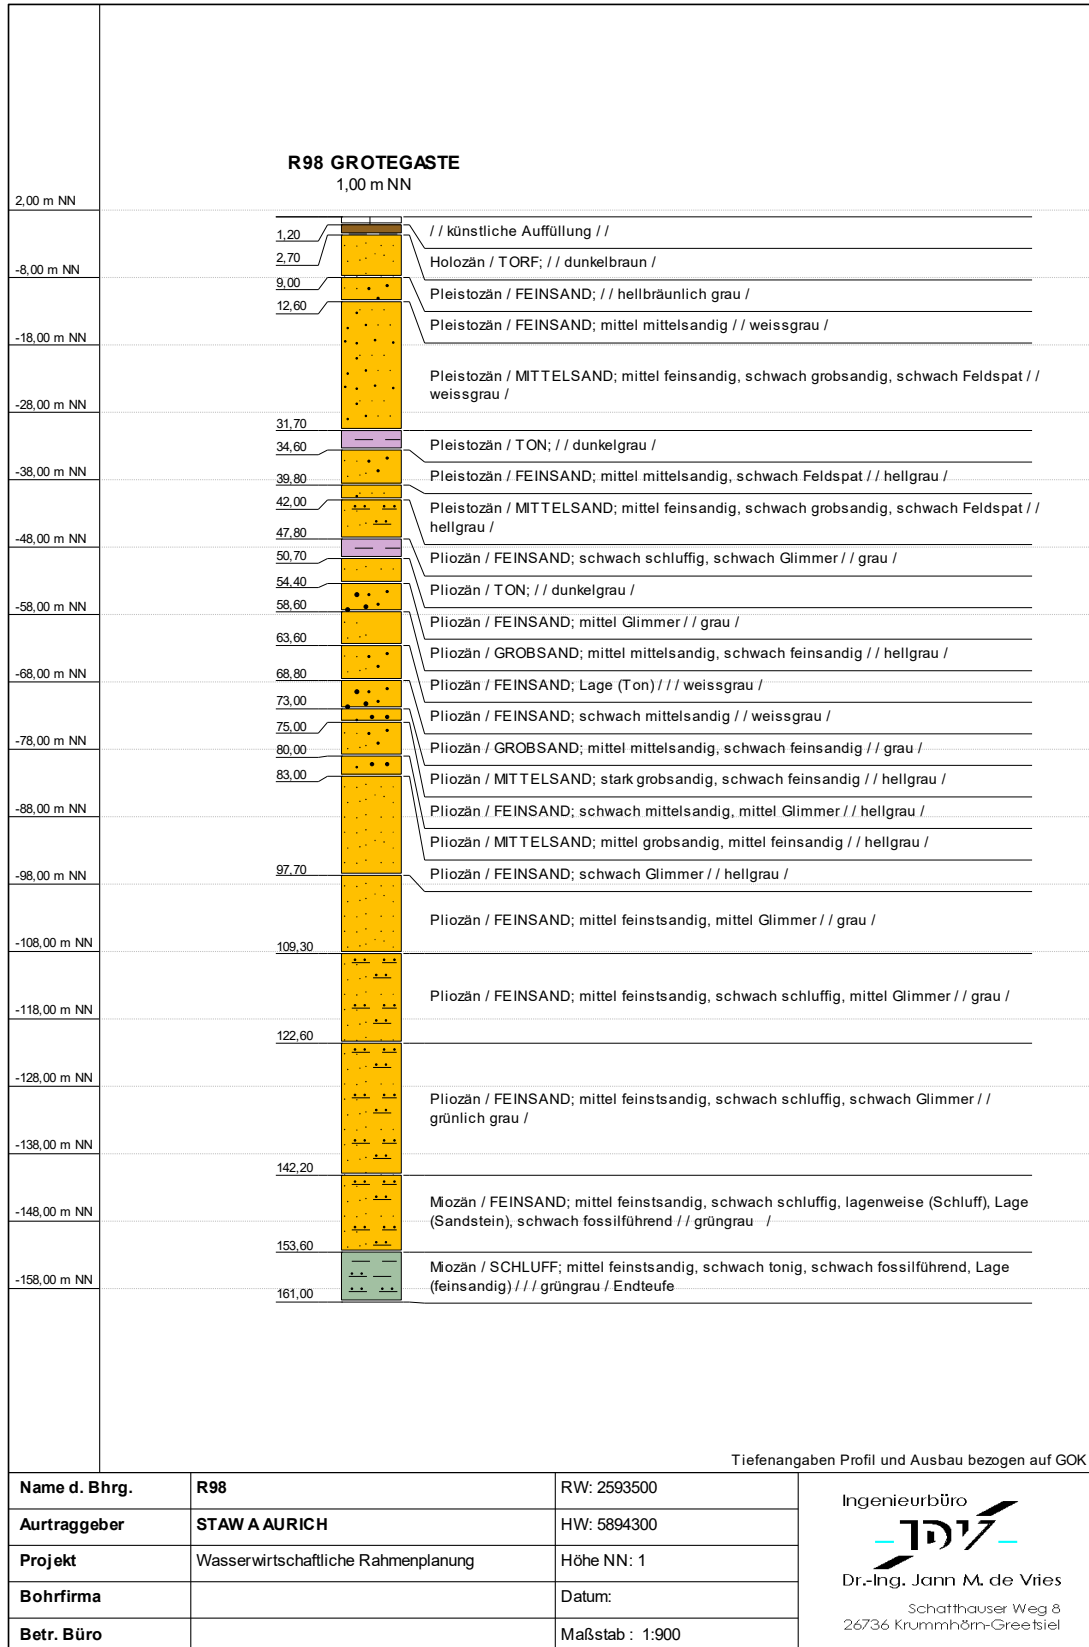 R98 GROTEGASTE
1,00 m NN
2,00 m NN
-8,00 m NN
-18,00 m NN
-28,00 m NN
-38,00 m NN
-48,00 m NN
-58,00 m NN
-68,00 m NN
-78,00 m NN
-88,00 m NN
-98,00 m NN
-108,00 m NN
-118,00 m NN
-128,00 m NN
-138,00 m NN
-148,00 m NN
-158,00 m NN
1,20
2,70
9,00
12,60
31,70
34,60
39,80
42,00
47,80
50,70
54,40
58,60
63,60
68,80
73,00
75,00
80,00
83,00
97,70
109,30
122,60
142,20
153,60
161,00
/ / künstliche Auffüllung / /
Holozän / TORF; / / dunkelbraun /
Pleistozän / FEINSAND; / / hellbräunlich grau /
Pleistozän / FEINSAND; mittel mittelsandig / / weissgrau /
Pleistozän / MITTELSAND; mittel feinsandig, schwach grobsandig, schwach Feldspat / /
weissgrau /
Pleistozän / TON; / / dunkelgrau /
Pleistozän / FEINSAND; mittel mittelsandig, schwach Feldspat / / hellgrau /
Pleistozän / MITTELSAND; mittel feinsandig, schwach grobsandig, schwach Feldspat / /
hellgrau /
Pliozän / FEINSAND; schwach schluffig, schwach Glimmer / / grau /
Pliozän / TON; / / dunkelgrau /
Pliozän / FEINSAND; mittel Glimmer / / grau /
Pliozän / GROBSAND; mittel mittelsandig, schwach feinsandig / / hellgrau /
Pliozän / FEINSAND; Lage (Ton) / / / weissgrau /
Pliozän / FEINSAND; schwach mittelsandig / / weissgrau /
Pliozän / GROBSAND; mittel mittelsandig, schwach feinsandig / / grau /
Pliozän / MITTELSAND; stark grobsandig, schwach feinsandig / / hellgrau /
Pliozän / FEINSAND; schwach mittelsandig, mittel Glimmer / / hellgrau /
Pliozän / MITTELSAND; mittel grobsandig, mittel feinsandig / / hellgrau /
Pliozän / FEINSAND; schwach Glimmer / / hellgrau /
Pliozän / FEINSAND; mittel feinstsandig, mittel Glimmer / / grau /
Pliozän / FEINSAND; mittel feinstsandig, schwach schluffig, mittel Glimmer / / grau /
Pliozän / FEINSAND; mittel feinstsandig, schwach schluffig, schwach Glimmer / /
grünlich grau /
Miozän / FEINSAND; mittel feinstsandig, schwach schluffig, lagenweise (Schluff), Lage
(Sandstein), schwach fossilführend / / grüngrau /
Miozän / SCHLUFF; mittel feinstsandig, schwach tonig, schwach fossilführend, Lage
(feinsandig) / / / grüngrau / Endteufe
Tiefenangaben Profil und Ausbau bezogen auf GOK
Name d. Bhrg. R98 RW: 2593500
Aurtraggeber STAWA AURICH HW: 5894300
Projekt Wasserwirtschaftliche Rahmenplanung Höhe NN: 1
Bohrfirma Datum:
Betr. Büro Maßstab : 1:900
Ingenieurbüro
JDV
Dr.-Ing. Jann M. de Vries
Schatthauser Weg 8
26736 Krummhörn-Greetsiel